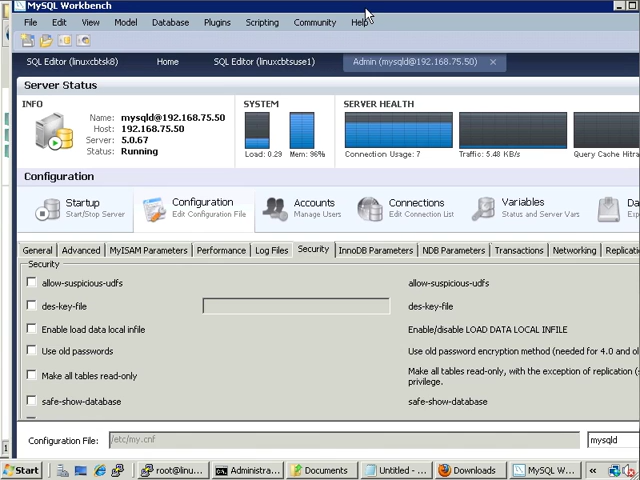 MySQL Workbench
File Edit View Model Database Plugins Scripting Community Help
SQL Editor (linuxcbtsk8) Home SQL Editor (linuxcbtsuse1) Admin (mysqld@192.168.75.50)
Server Status
INFO SYSTEM SERVER HEALTH
Name: mysqld@192.168.75.50
Host: 192.168.75.50
Server: 5.0.67
Status: Running
Load: 0.29 Mem: 96% Connection Usage: 7 Traffic: 5.48 KB/s Query Cache Hitra
Configuration
Startup Configuration Accounts Connections Variables Da
Start/Stop Server Edit Configuration File Manage Users Edit Connection List Status and Server Vars Exp
General Advanced MyISAM Parameters Performance Log Files Security InnoDB Parameters NDB Parameters Transactions Networking Replicati
Security
allow-suspicious-udfs allow-suspicious-udfs
des-key-file des-key-file
Enable load data local infile Enable/disable LOAD DATA LOCAL INFILE
Use old passwords Use old password encryption method (needed for 4.0 and ol
Make all tables read-only Make all tables read-only, with the exception of replication (s
privilege.
safe-show-database safe-show-database
Configuration File: /etc/my.cnf mysqld
Start root@linu... Administra... Documents Untitled - ... Downloads MySQL Wo...